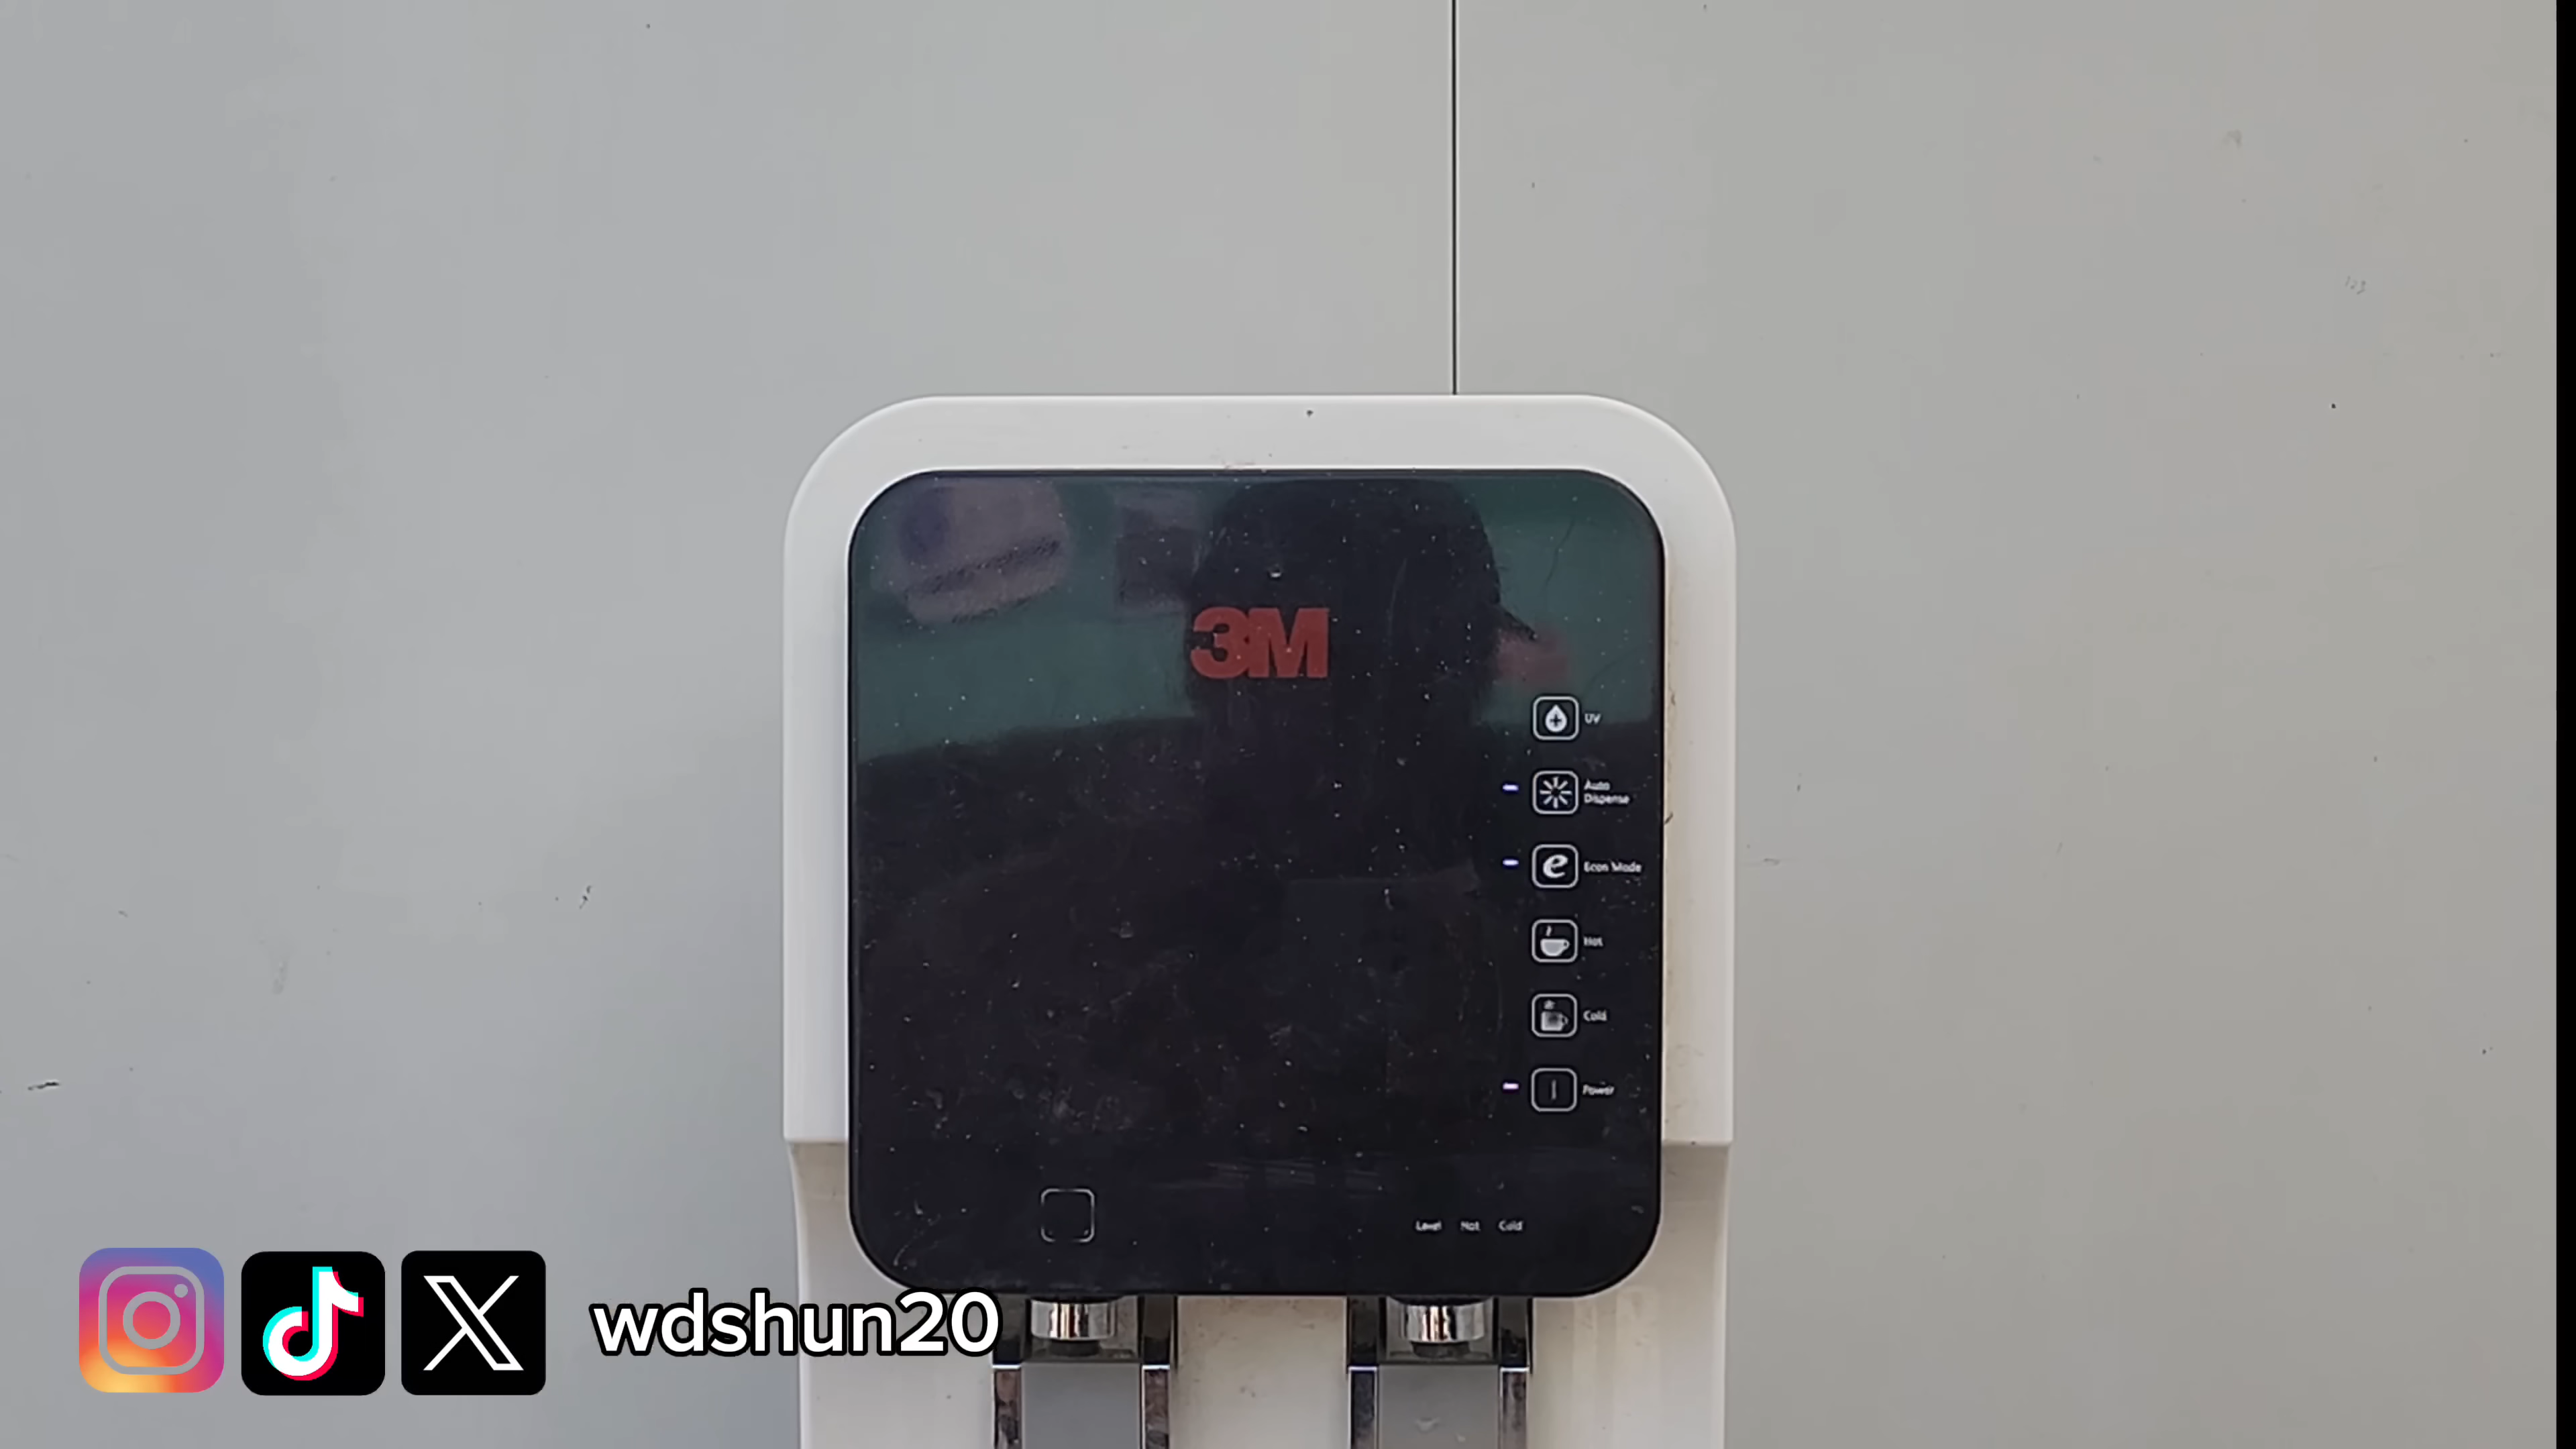 3M
UV
Auto
Dispense
Econ Mode
Hot
Cold
Power
Level Hot Cold
wdshun20